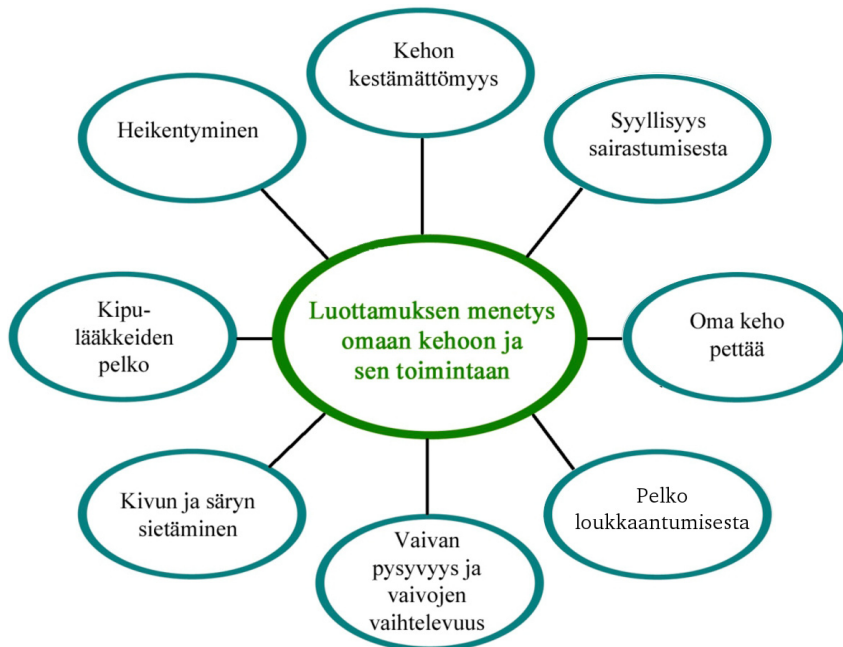 Kehon
kestämättömyys
Heikentyminen
Syyllisyys
sairastumisesta
Kipu-
lääkkeiden
pelko
Luottamuksen menetys
omaan kehoon ja
sen toimintaan
Oma keho
pettää
Kivun ja säryn
sietäminen
Pelko
loukkaantumisesta
Vaivan
pysyvyys ja
vaivojen
vaihtelevuus